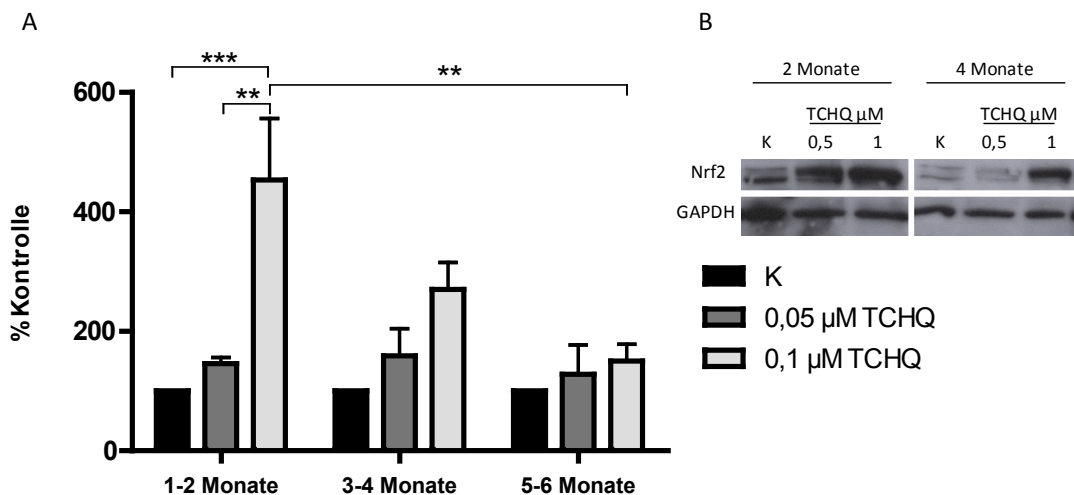 A
***
**
**
% Kontrolle
600
400
200
0
1-2 Monate
3-4 Monate
5-6 Monate
B
2 Monate
4 Monate
TCHQ µM
TCHQ µM
K
0,5
1
K
0,5
1
Nrf2
GAPDH
K
0,05 µM TCHQ
0,1 µM TCHQ